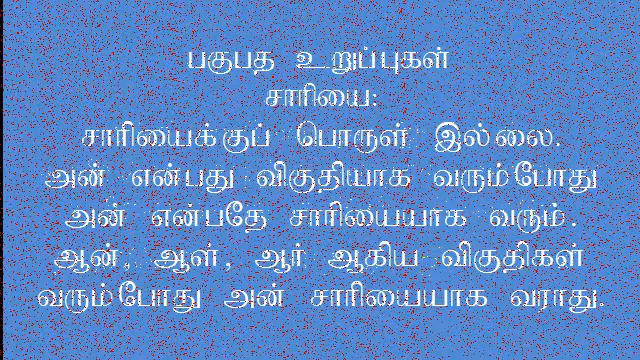 பகுபத உறுப்புகள்
சாரியை:
சாரியைக்குப் பொருள் இல்லை.
அன் என்பது விகுதியாக வரும்போது
அன் என்பதே சாரியையாக வரும்.
ஆன், ஆள், ஆர் ஆகிய விகுதிகள்
வரும்போது அன் சாரியையாக வராது.